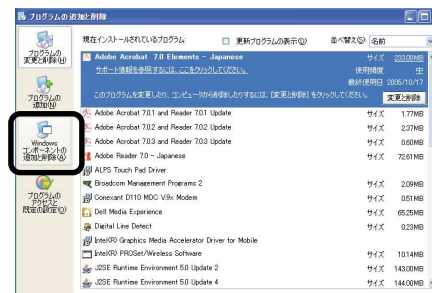 プログラムの追加と削除
プログラムの
変更と削除(H)
プログラムの
追加(N)
Windows
コンポーネントの
追加と削除(A)
プログラムの
アクセスと
既定の設定(O)
現在インストールされているプログラム:
更新プログラムの表示(D)
並べ替え(S):
名前
Adobe Acrobat 7.0 Elements - Japanese
サイズ 233.00MB
サポート情報を参照するには、ここをクリックしてください。
使用頻度 中
最終使用日 2005/10/17
このプログラムを変更したり、コンピュータから削除したりするには、[変更と削除] をクリックしてください。
変更と削除
Adobe Acrobat 7.0.1 and Reader 7.0.1 Update サイズ 1.77MB
Adobe Acrobat 7.0.2 and Reader 7.0.2 Update サイズ 2.37MB
Adobe Acrobat 7.0.3 and Reader 7.0.3 Update サイズ 0.60MB
Adobe Reader 7.0 - Japanese サイズ 72.61MB
ALPS Touch Pad Driver
Broadcom Management Programs 2 サイズ 2.09MB
Conexant D110 MDC V.9x Modem サイズ 0.51MB
Dell Media Experience サイズ 65.25MB
Digital Line Detect サイズ 0.23MB
Intel(R) Graphics Media Accelerator Driver for Mobile
Intel(R) PROSet/Wireless Software サイズ 10.14MB
J2SE Runtime Environment 5.0 Update 2 サイズ 143.00MB
J2SE Runtime Environment 5.0 Update 4 サイズ 144.00MB